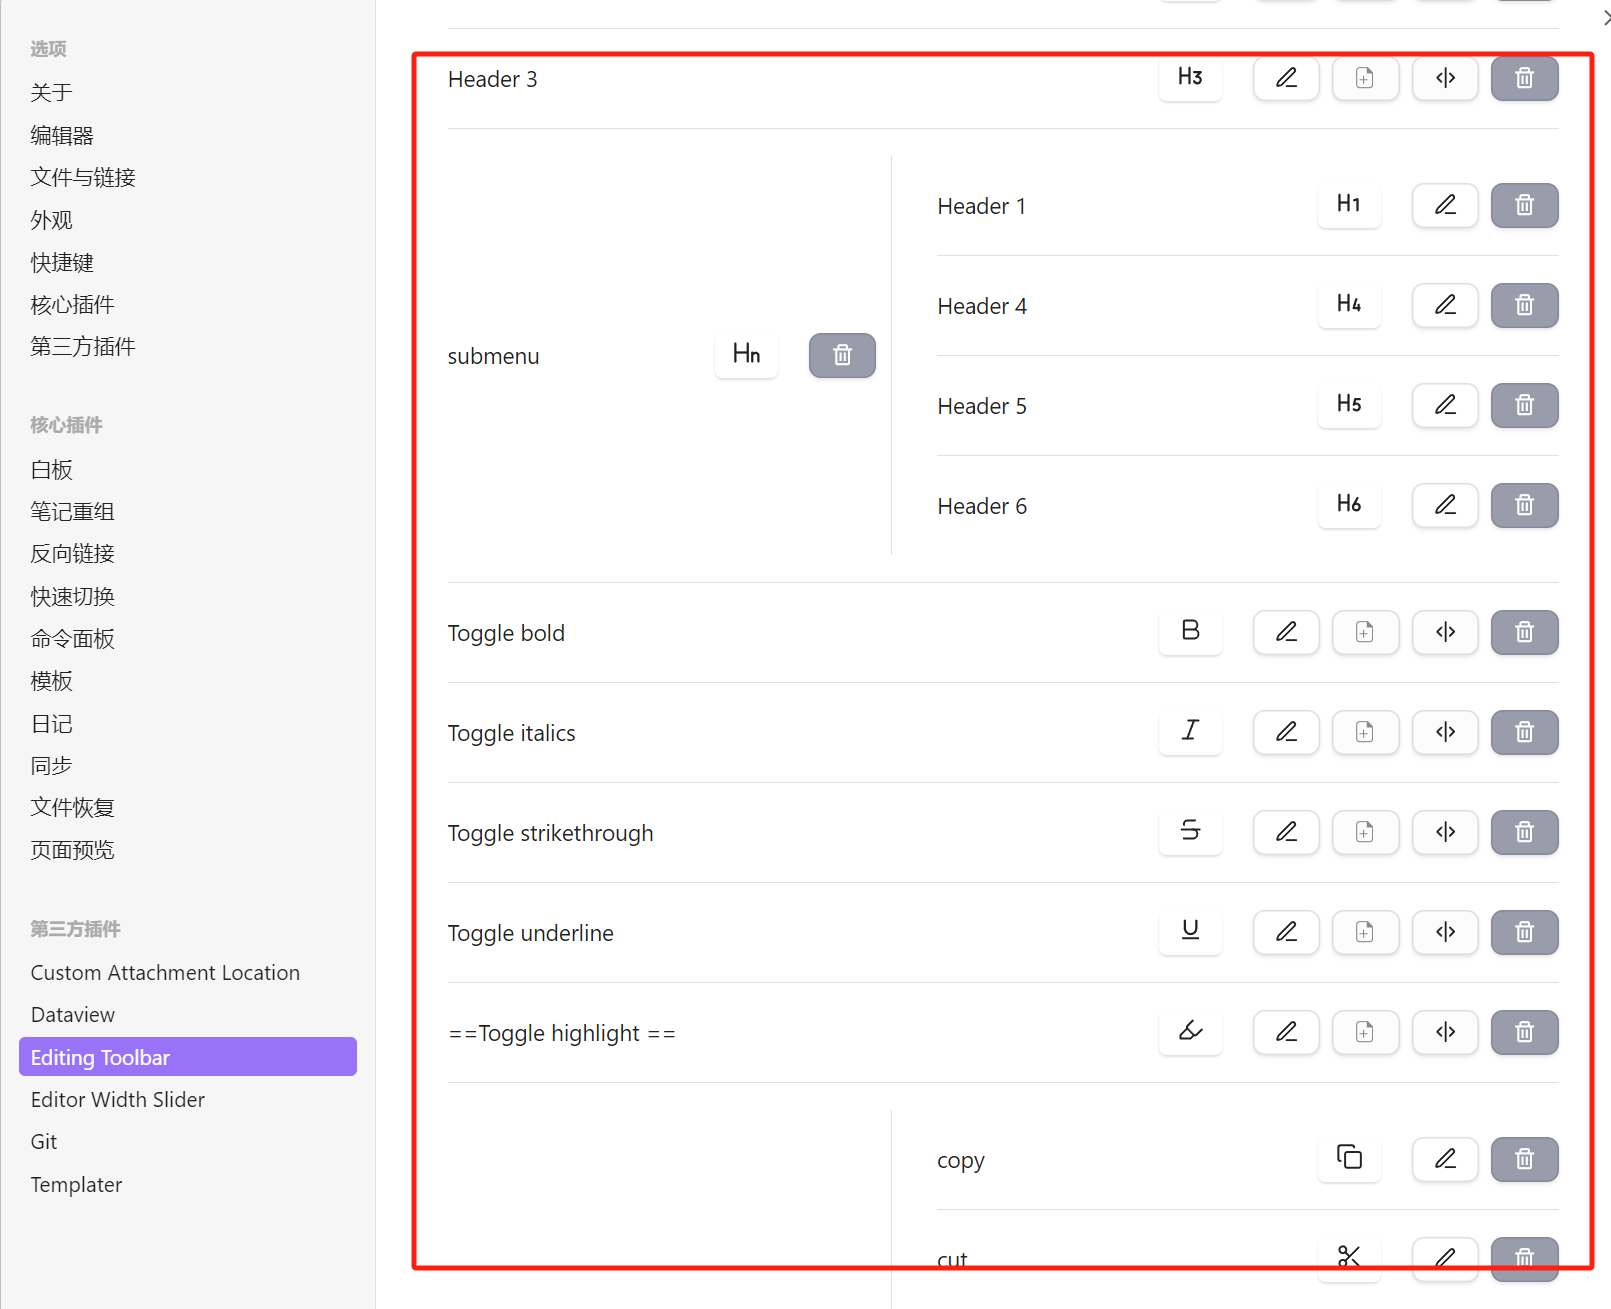 选项
关于
编辑器
文件与链接
外观
快捷键
核心插件
第三方插件
核心插件
白板
笔记重组
反向链接
快速切换
命令面板
模板
日记
同步
文件恢复
页面预览
第三方插件
Custom Attachment Location
Dataview
Editing Toolbar
Editor Width Slider
Git
Templater
Header 3 H3
submenu Hn
Header 1 H1
Header 4 H4
Header 5 H5
Header 6 H6
Toggle bold B
Toggle italics I
Toggle strikethrough S
Toggle underline U
==Toggle highlight ==
copy
cut